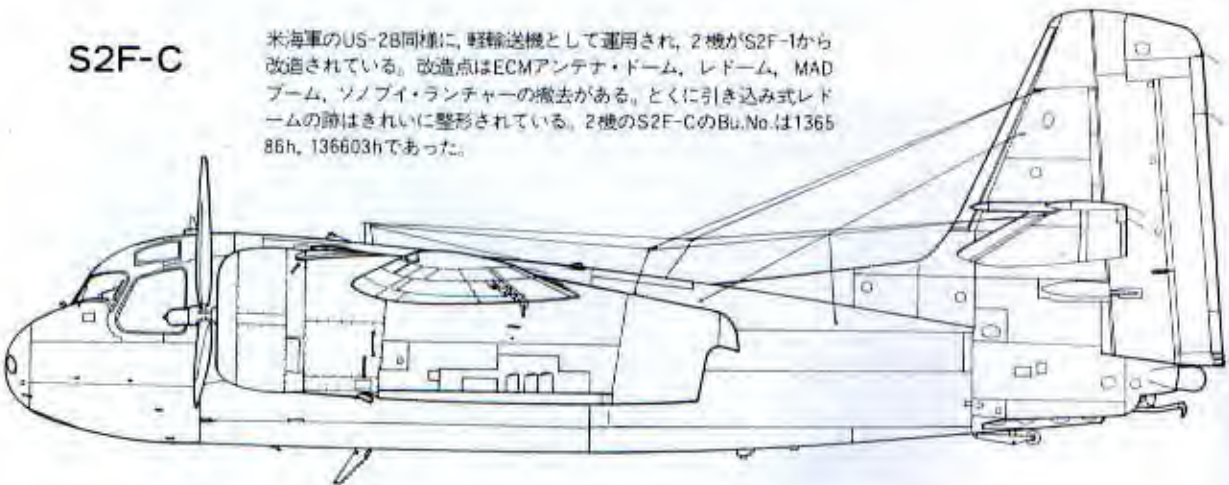 S2F-C
米海軍のUS-2B同様に，軽輸送機として運用され，2機がS2F-1から
改造されている。改造点はECMアンテナ・ドーム，レドーム，MAD
ブーム，ソノブイ・ランチャーの撤去がある。とくに引き込み式レド
ームの跡はきれいに整形されている。2機のS2F-CのBu.No.は1365
86h, 136603hであった。